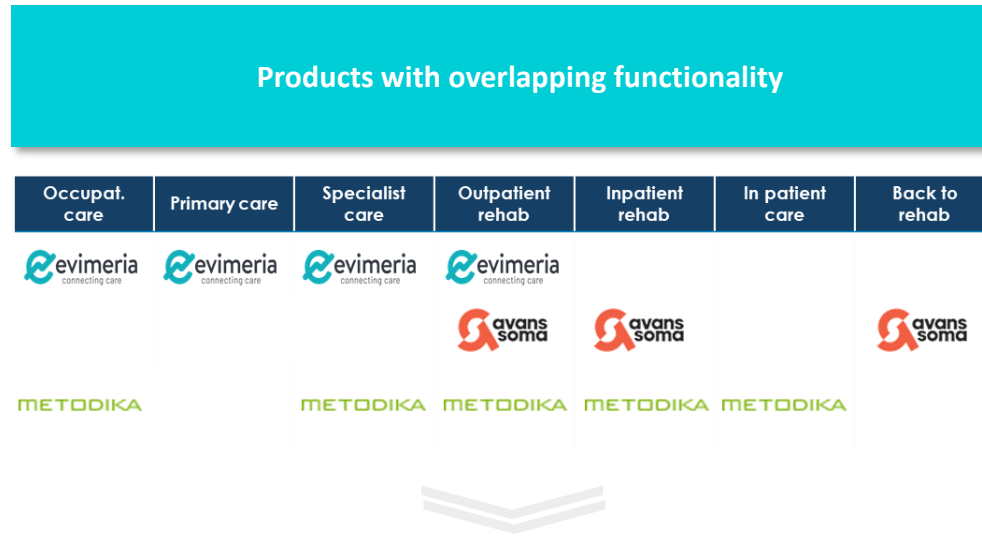 Products with overlapping functionality
Occupat. care
Primary care
Specialist care
Outpatient rehab
Inpatient rehab
In patient care
Back to rehab
evimeria
connecting care
evimeria
connecting care
evimeria
connecting care
evimeria
connecting care
avans
soma
avans
soma
avans
soma
METODIKA
METODIKA
METODIKA
METODIKA
METODIKA